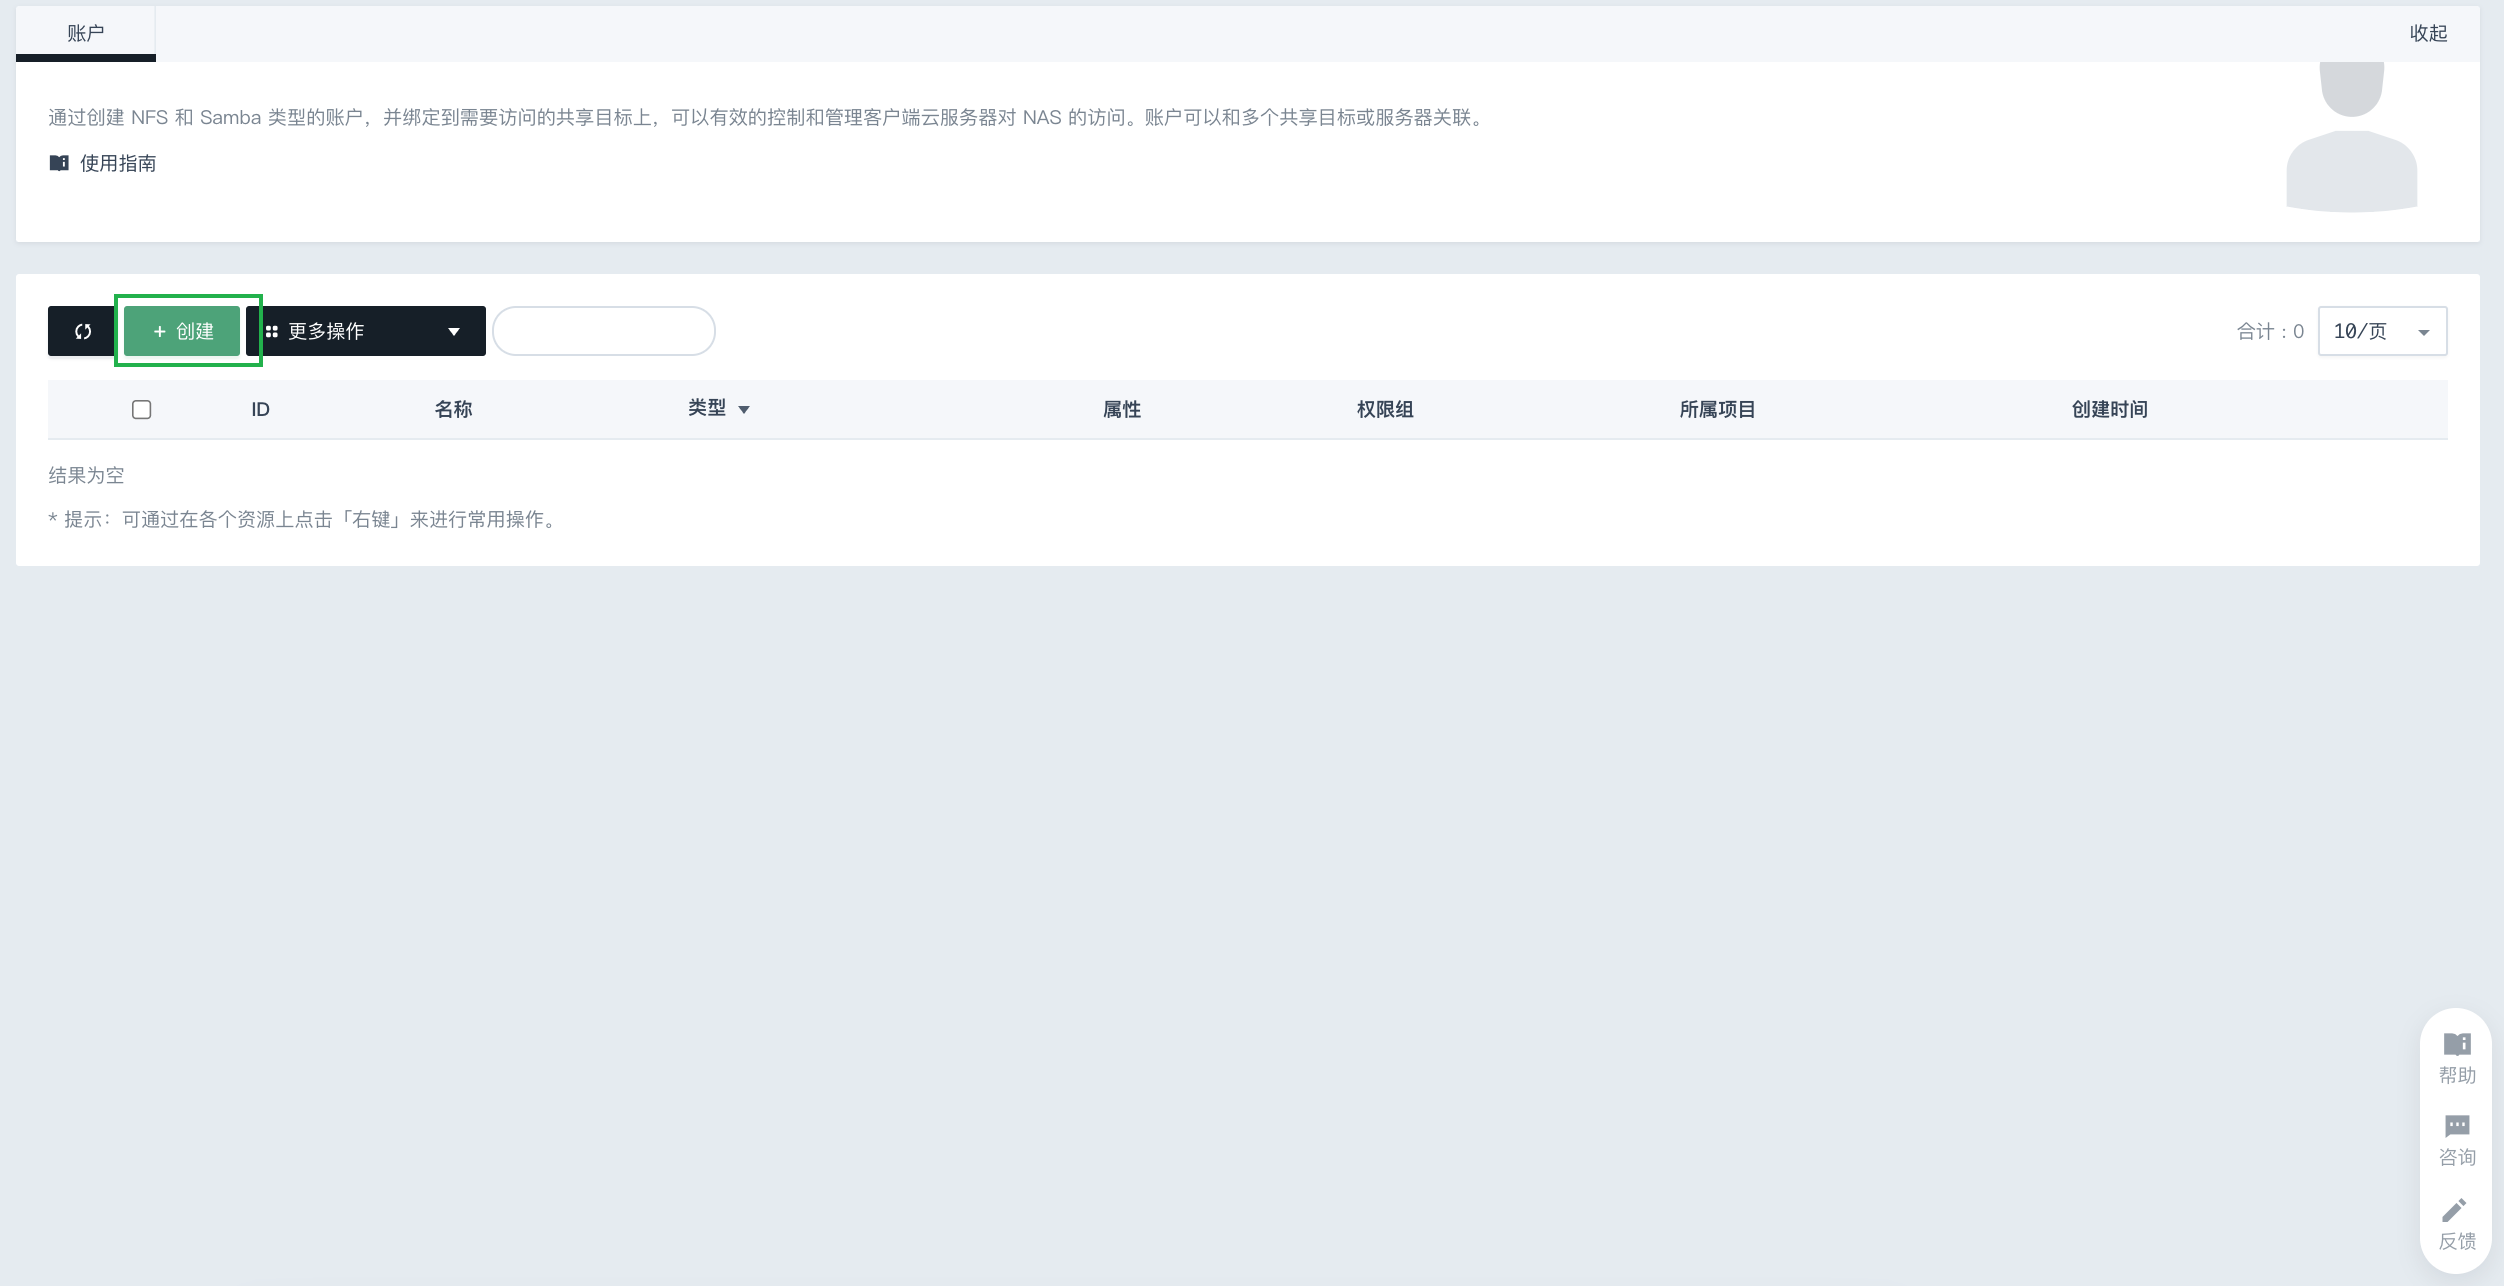 账户
收起
通过创建 NFS 和 Samba 类型的账户，并绑定到需要访问的共享目标上，可以有效的控制和管理客户端云服务器对 NAS 的访问。账户可以和多个共享目标或服务器关联。
使用指南
+ 创建
更多操作
合计：0
10/页
ID 名称 类型 属性 权限组 所属项目 创建时间
结果为空
* 提示：可通过在各个资源上点击「右键」来进行常用操作。
帮助
咨询
反馈